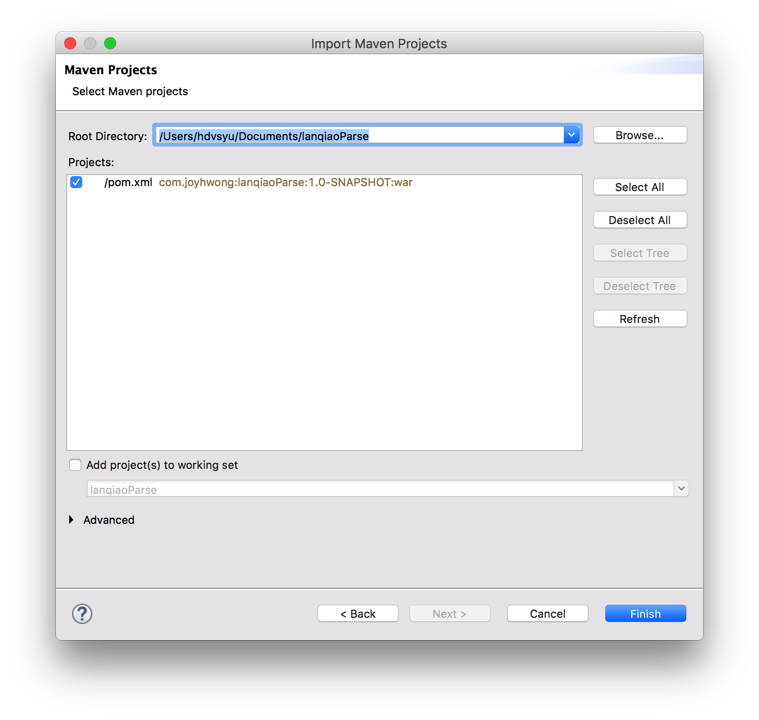 Import Maven Projects
Maven Projects
Select Maven projects
Root Directory: /Users/hdvsyu/Documents/lanqiaoParse Browse...
Projects:
/pom.xml com.joyhwong:lanqiaoParse:1.0-SNAPSHOT:war
Select All
Deselect All
Select Tree
Deselect Tree
Refresh
Add project(s) to working set
lanqiaoParse
Advanced
? < Back Next > Cancel Finish